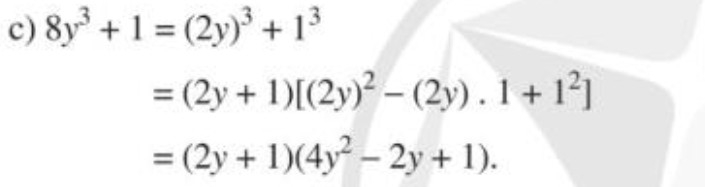 c) 8y³ + 1 = (2y)³ + 1³
= (2y + 1)[(2y)² – (2y) . 1 + 1²]
= (2y + 1)(4y² – 2y + 1).